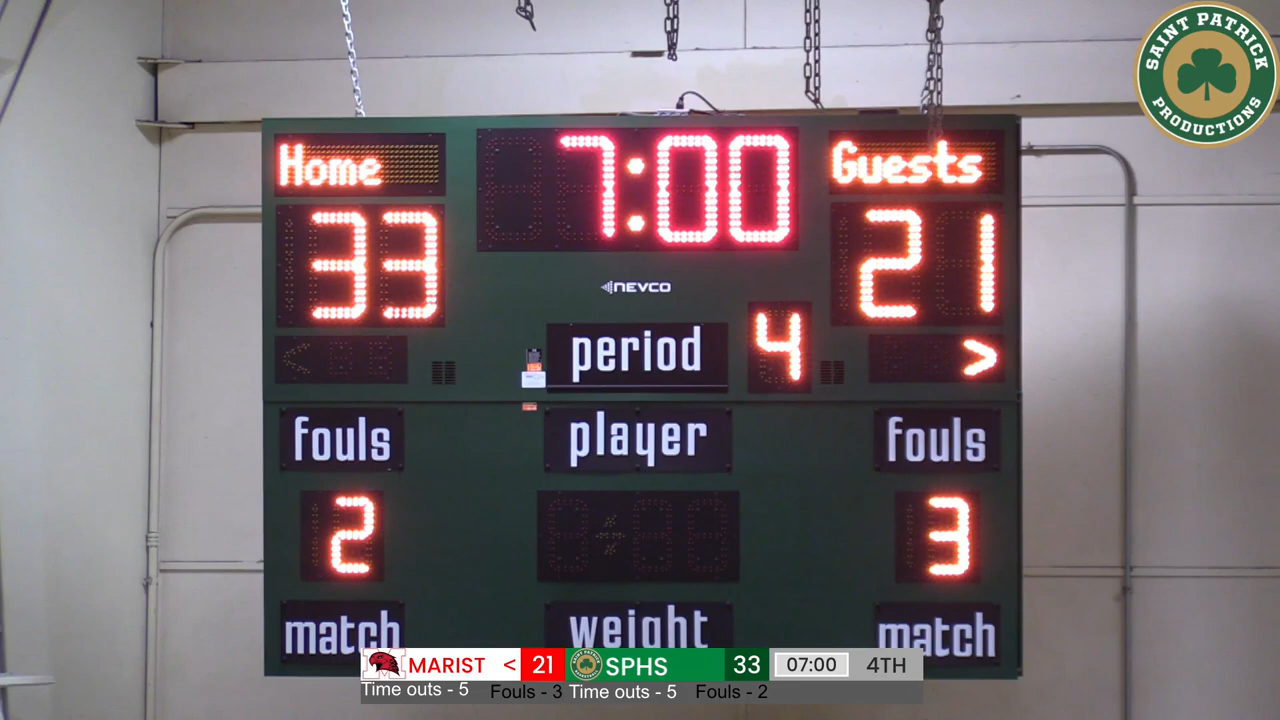 SAINT PATRICK
PRODUCTIONS
Home
7:00
Guests
33
21
NEVCO
period
4
>
fouls
player
fouls
2
3
match
weight
match
MARIST < 21 SPHS 33 07:00 4TH
Time outs - 5 Fouls - 3 Time outs - 5 Fouls - 2